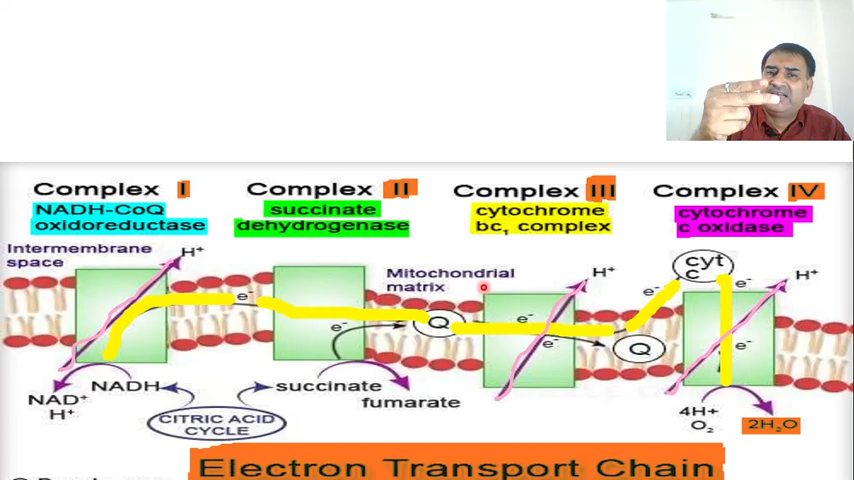 Complex I
NADH-CoQ
oxidoreductase
Complex II
succinate
dehydrogenase
Complex III
cytochrome
bc₁ complex
Complex IV
cytochrome
c oxidase
Intermembrane
space
H⁺
e⁻
Mitochondrial
matrix
e⁻
Q
H⁺
e⁻
e⁻
e⁻
Q
cyt
c
e⁻
H⁺
e⁻
NADH
NAD⁺
H⁺
CITRIC ACID
CYCLE
succinate
fumarate
4H+
O₂
2H₂O
Electron Transport Chain